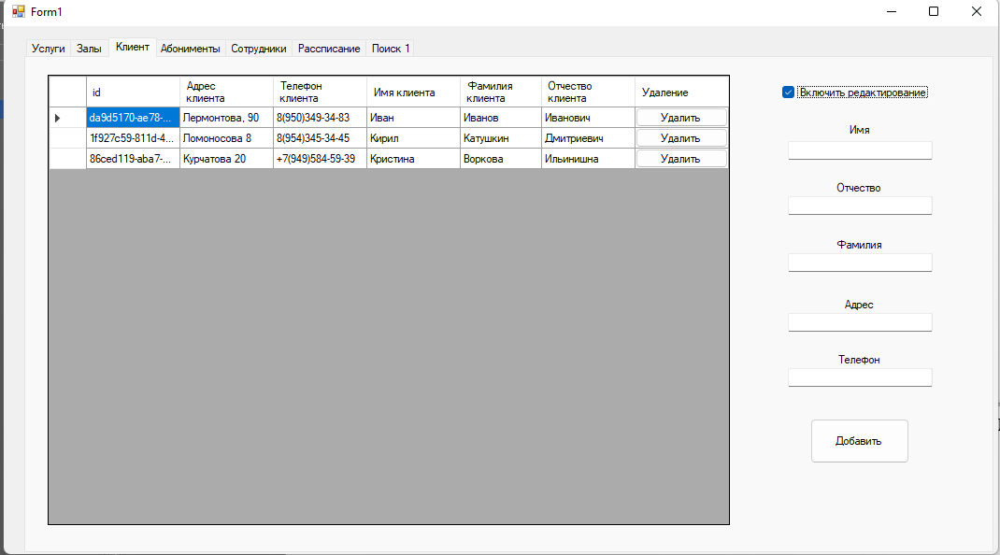 Form1
Услуги Залы Клиент Абонименты Сотрудники Рассписание Поиск 1
id Адрес клиента Телефон клиента Имя клиента Фамилия клиента Отчество клиента Удаление
da9d5170-ae78-... Лермонтова, 90 8(950)349-34-83 Иван Иванов Иванович Удалить
1f927c59-811d-4... Ломоносова 8 8(954)345-34-45 Кирил Катушкин Дмитриевич Удалить
86ced119-aba7-... Курчатова 20 +7(949)584-59-39 Кристина Воркова Ильинишна Удалить
Включить редактирование
Имя
Отчество
Фамилия
Адрес
Телефон
Добавить